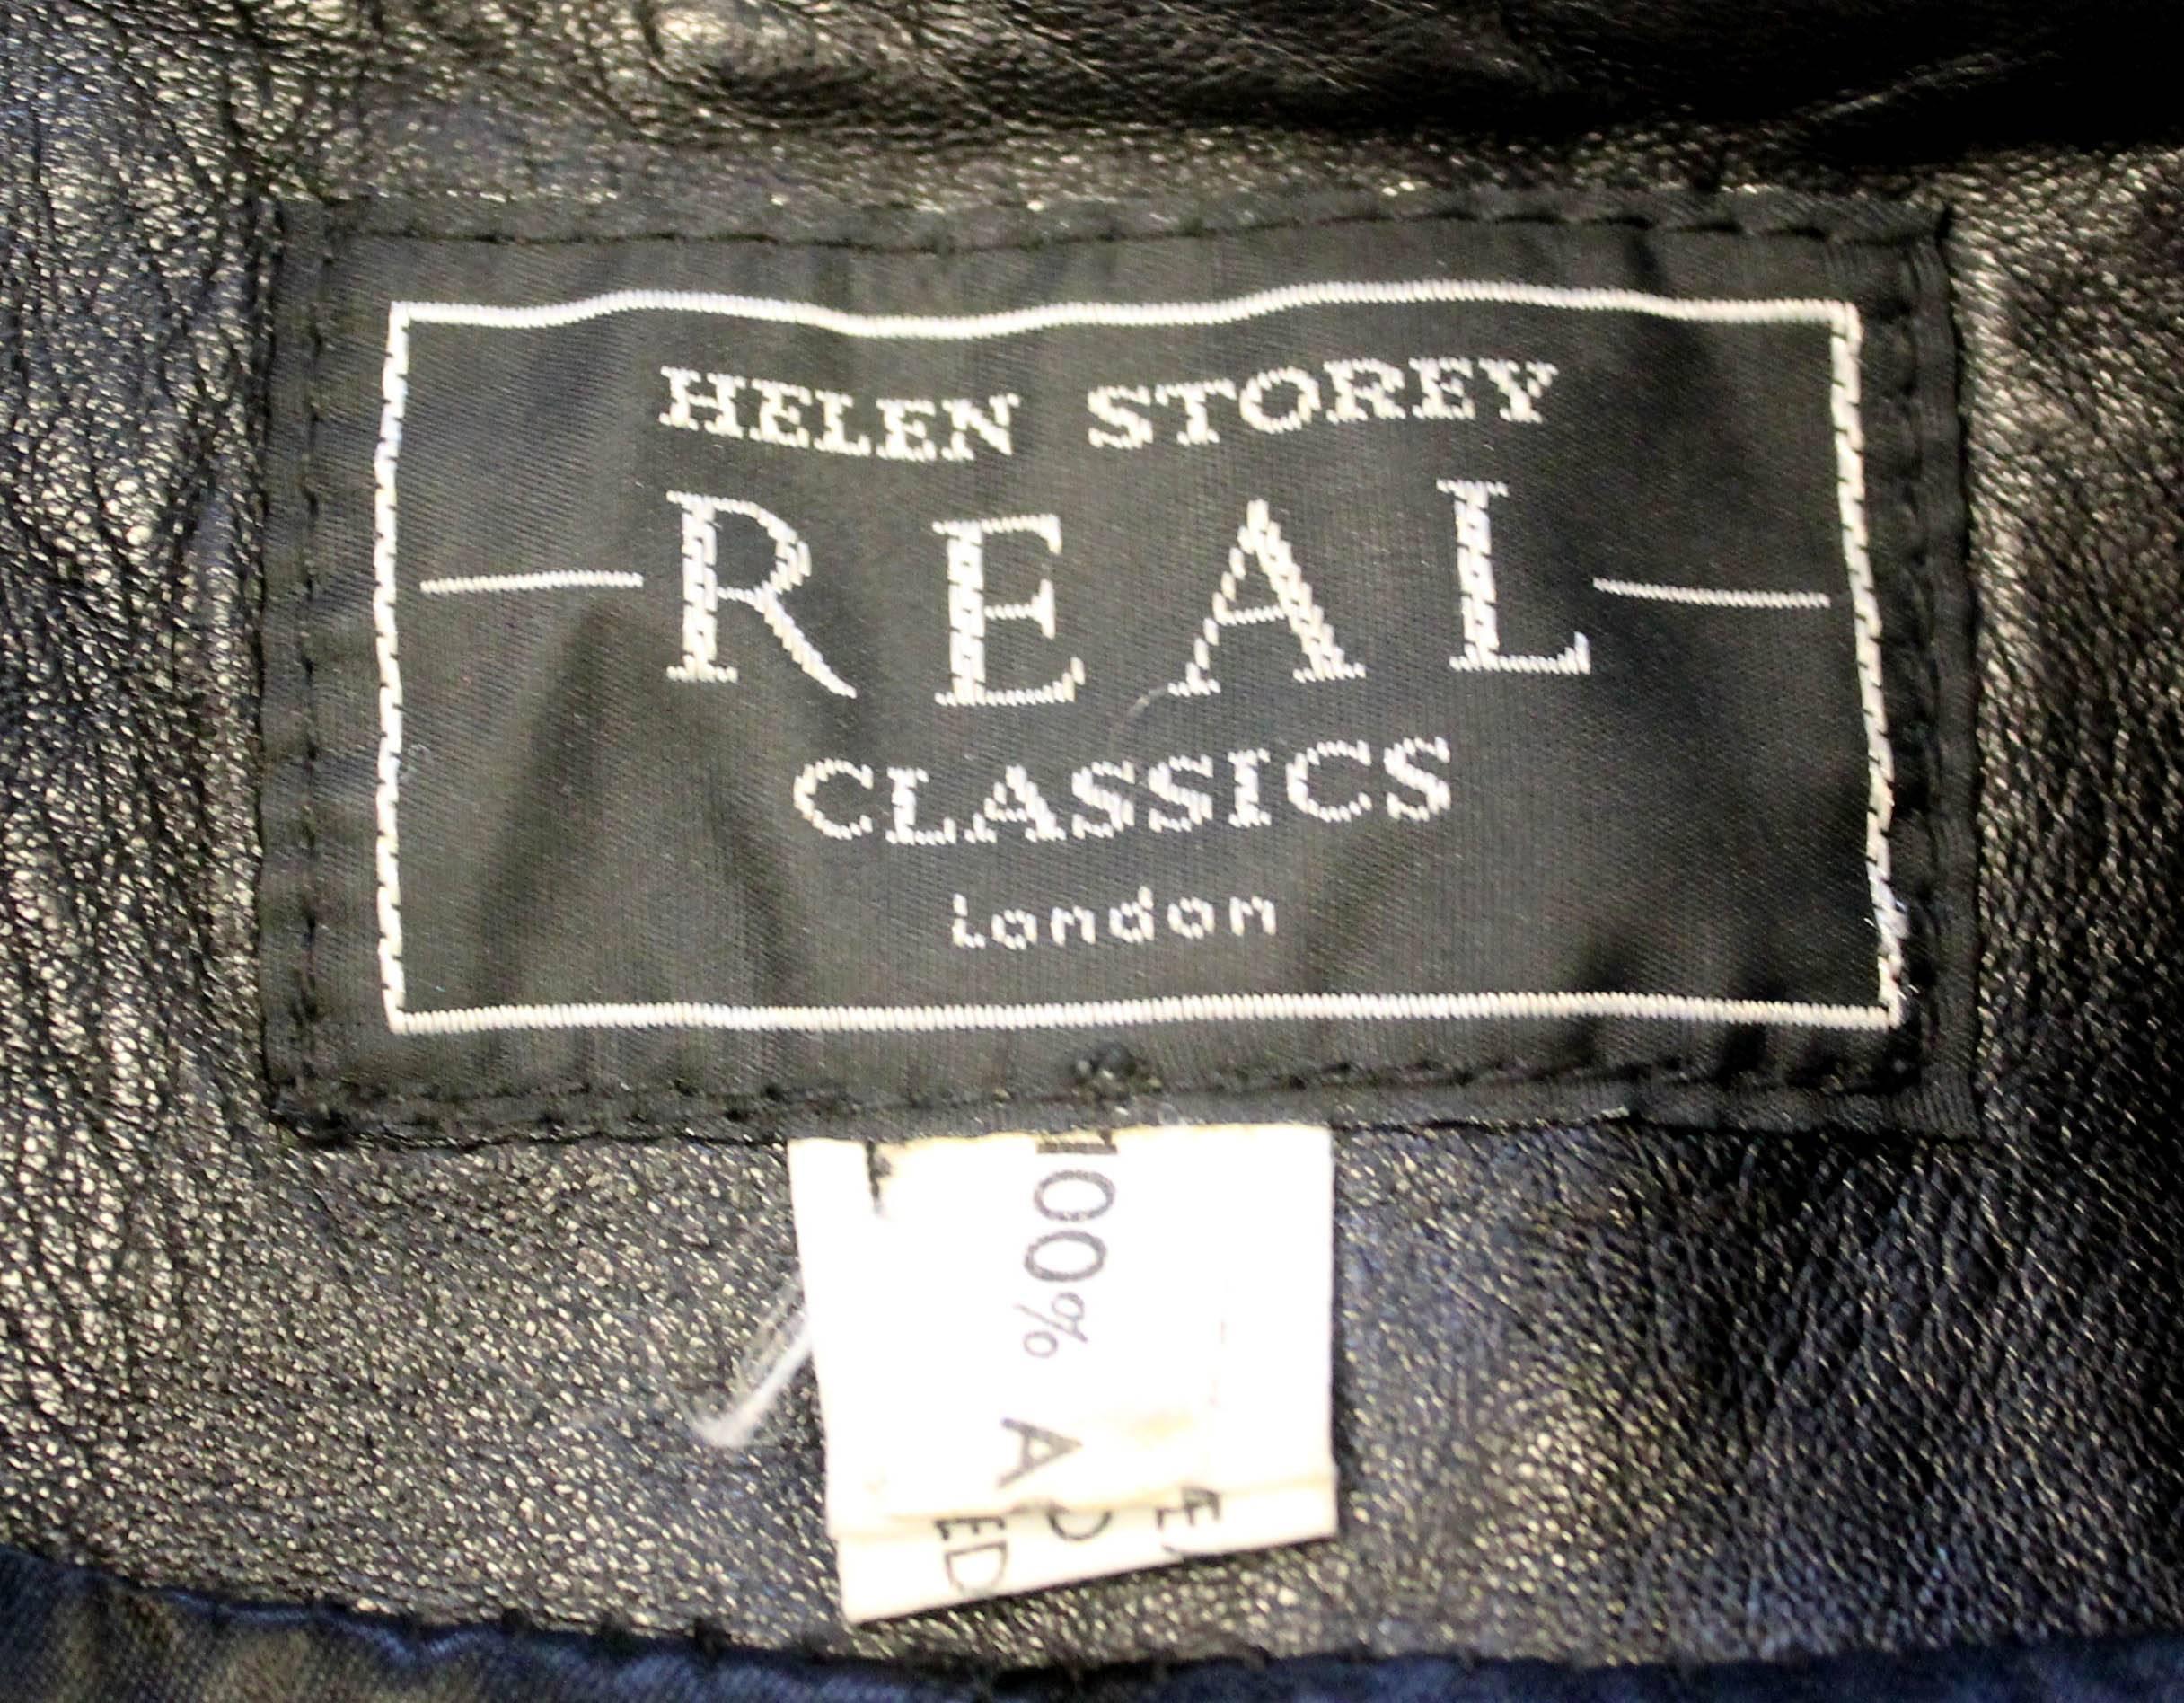 HELEN STOREY
REAL
CLASSICS
London
100%